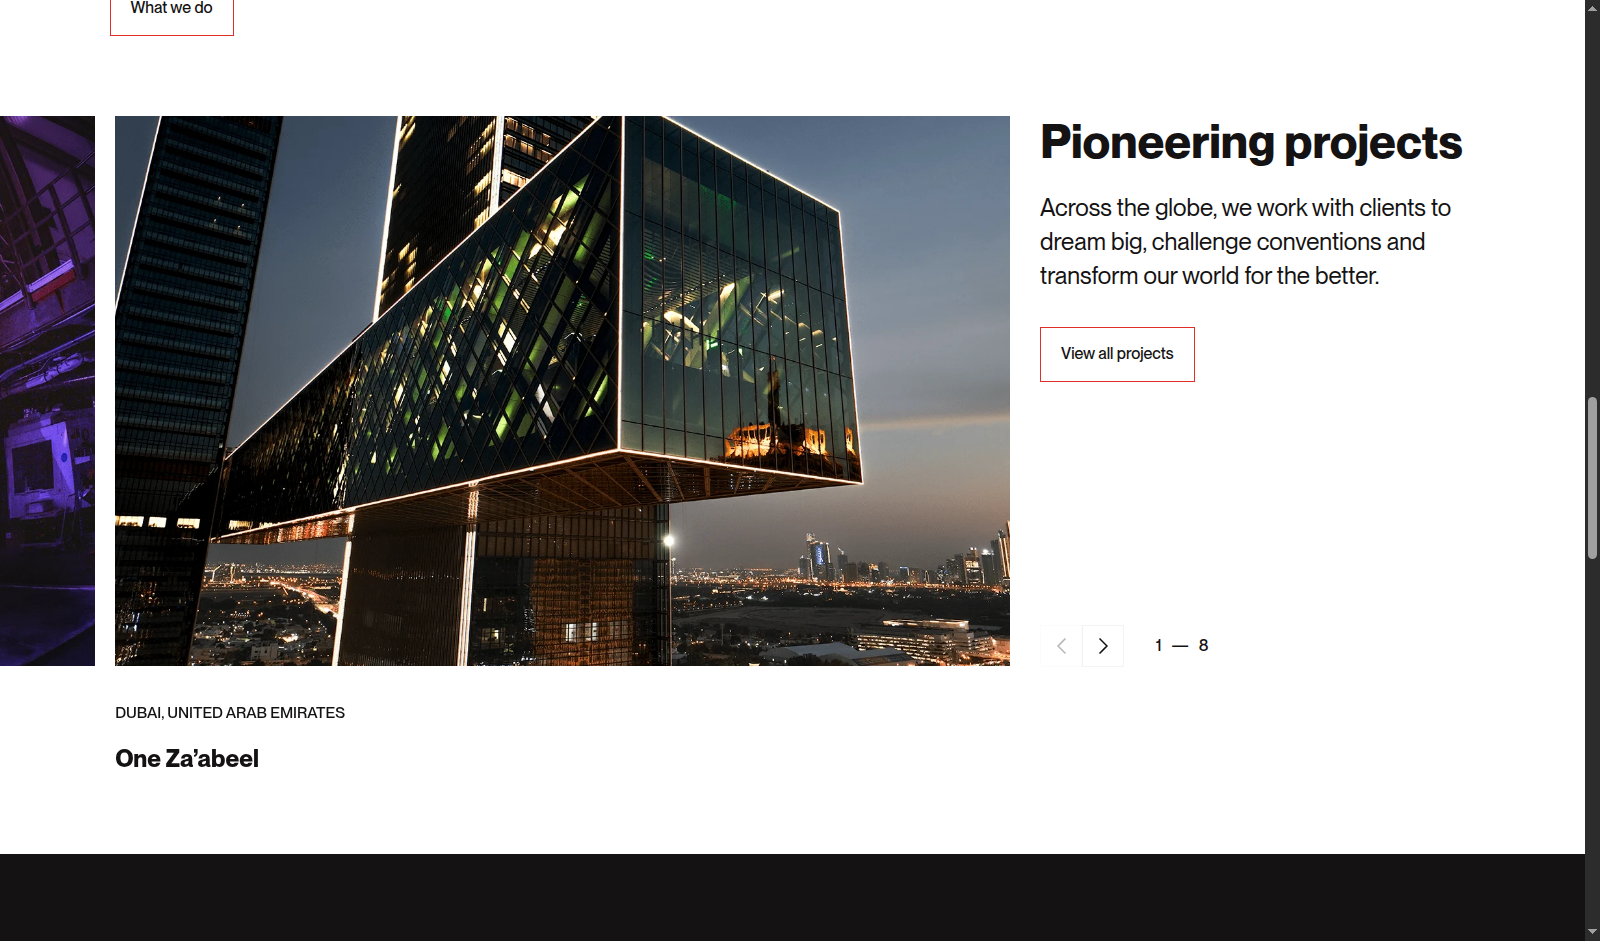 What we do
Pioneering projects
Across the globe, we work with clients to
dream big, challenge conventions and
transform our world for the better.
View all projects
1 — 8
DUBAI, UNITED ARAB EMIRATES
One Za’abeel